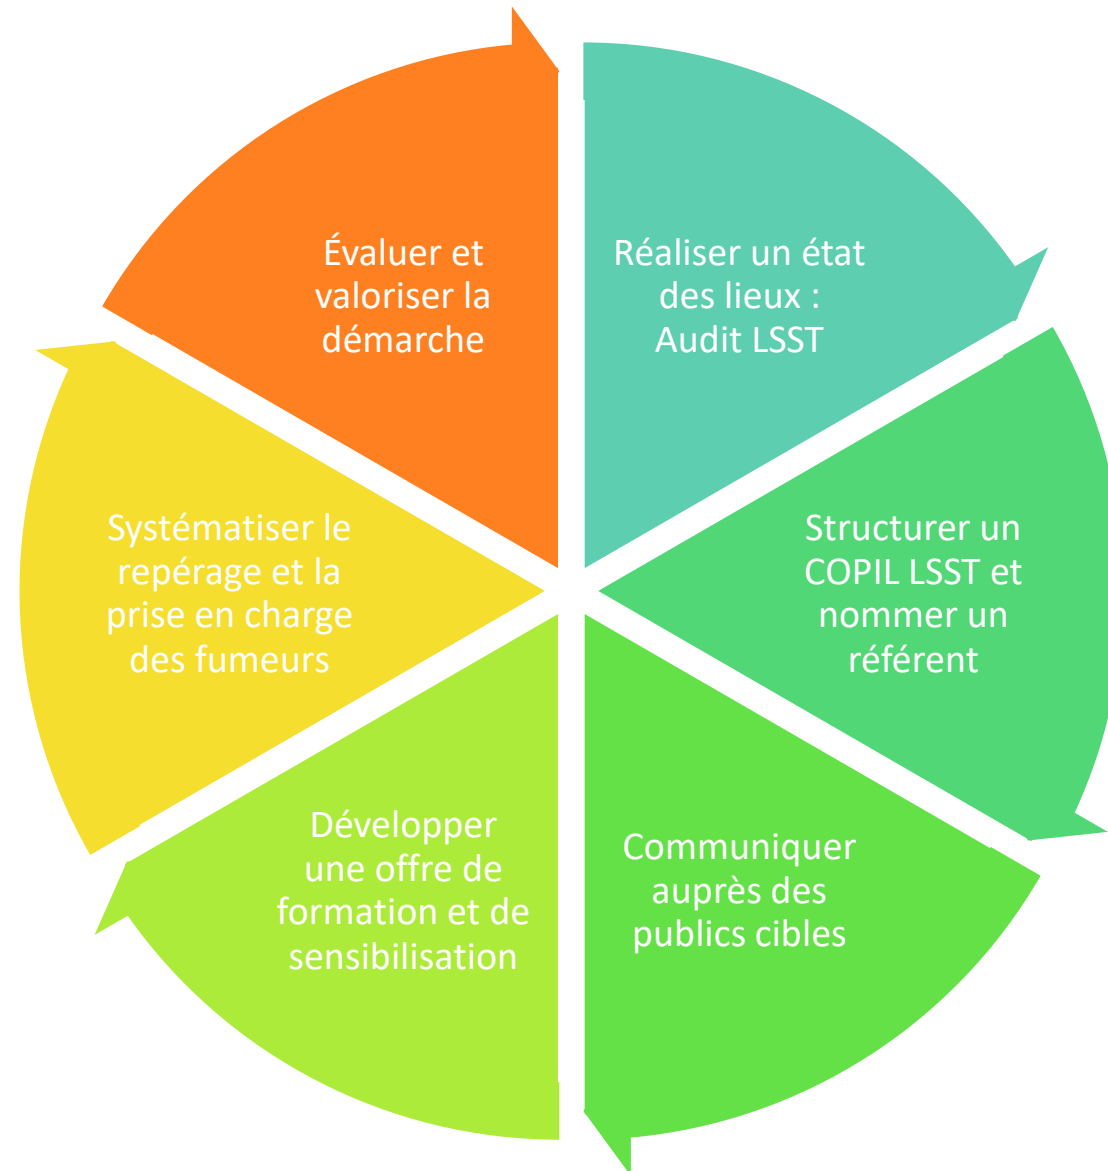 Réaliser un état
des lieux :
Audit LSST
Structurer un
COPIL LSST et
nommer un
référent
Communiquer
auprès des
publics cibles
Développer
une offre de
formation et de
sensibilisation
Systématiser le
repérage et la
prise en charge
des fumeurs
Évaluer et
valoriser la
démarche